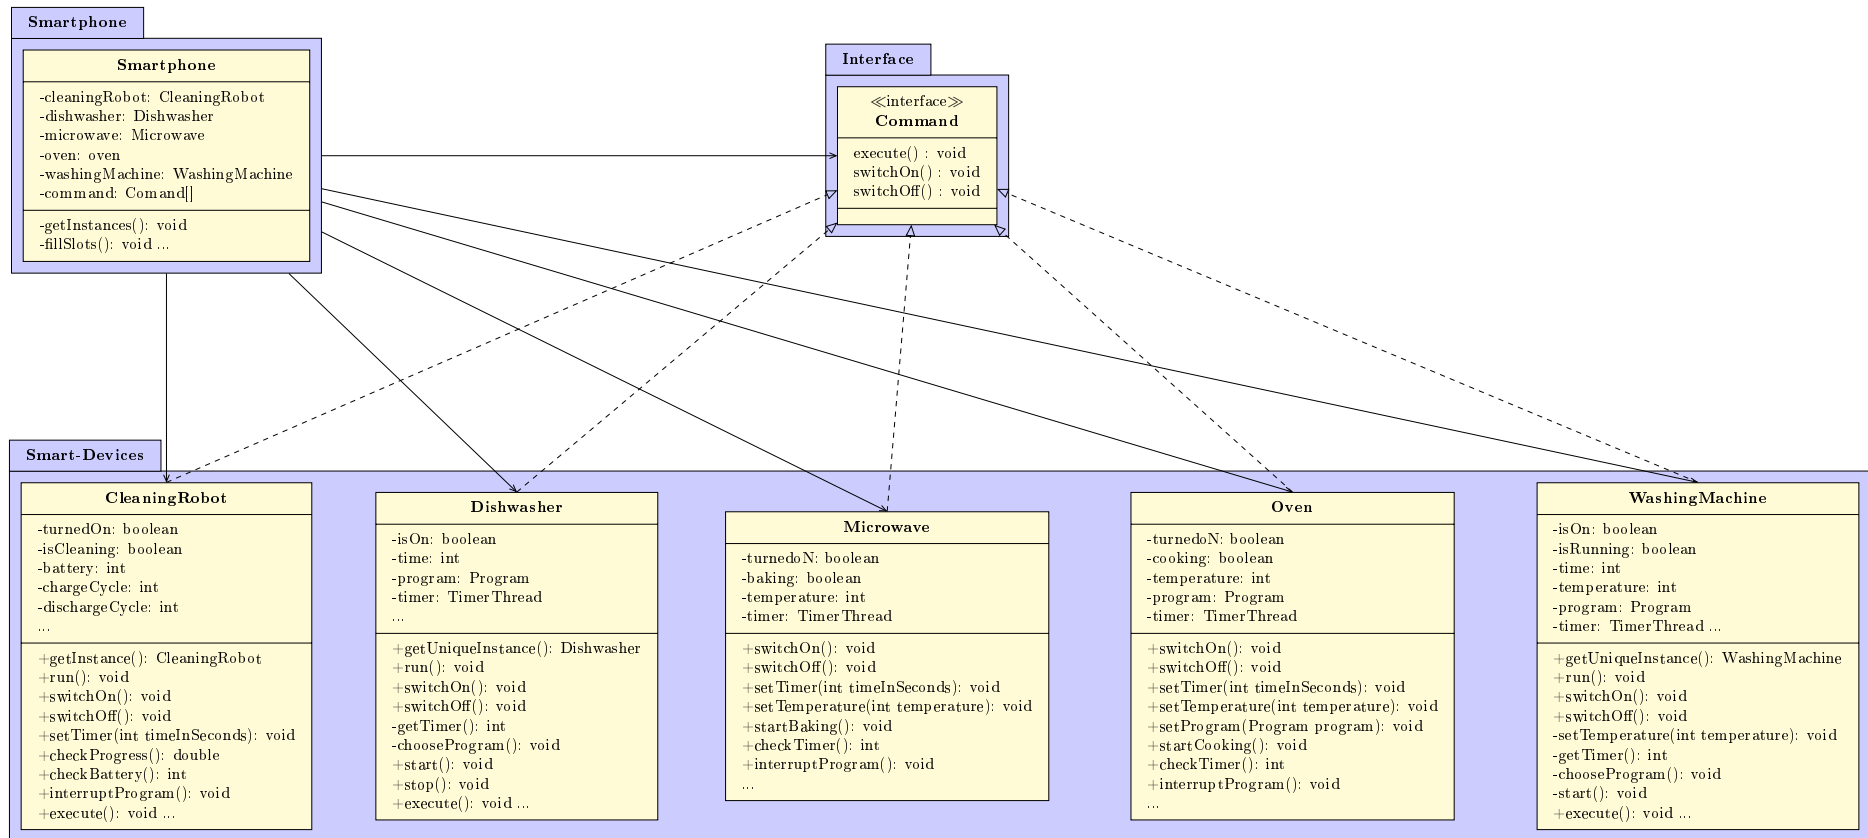 Smartphone
Smartphone
-cleaningRobot: CleaningRobot
-dishwasher: Dishwasher
-microwave: Microwave
-oven: oven
-washingMachine: WashingMachine
-command: Comand[]
-getInstances(): void
-fillSlots(): void ...
Interface
≪interface≫
Command
execute() : void
switchOn() : void
switchOff() : void
Smart-Devices
CleaningRobot
-turnedOn: boolean
-isCleaning: boolean
-battery: int
-chargeCycle: int
-dischargeCycle: int
...
+getInstance(): CleaningRobot
+run(): void
+switchOn(): void
+switchOff(): void
+setTimer(int timeInSeconds): void
+checkProgress(): double
+checkBattery(): int
+interruptProgram(): void
+execute(): void ...
Dishwasher
-isOn: boolean
-time: int
-program: Program
-timer: TimerThread
...
+getUniqueInstance(): Dishwasher
+run(): void
+switchOn(): void
+switchOff(): void
-getTimer(): int
-chooseProgram(): void
+start(): void
+stop(): void
+execute(): void ...
Microwave
-turnedoN: boolean
-baking: boolean
-temperature: int
-timer: TimerThread
+switchOn(): void
+switchOff(): void
+setTimer(int timeInSeconds): void
+setTemperature(int temperature): void
+startBaking(): void
+checkTimer(): int
+interruptProgram(): void
...
Oven
-turnedoN: boolean
-cooking: boolean
-temperature: int
-program: Program
-timer: TimerThread
+switchOn(): void
+switchOff(): void
+setTimer(int timeInSeconds): void
+setTemperature(int temperature): void
+setProgram(Program program): void
+startCooking(): void
+checkTimer(): int
+interruptProgram(): void
...
WashingMachine
-isOn: boolean
-isRunning: boolean
-time: int
-temperature: int
-program: Program
-timer: TimerThread ...
+getUniqueInstance(): WashingMachine
+run(): void
+switchOn(): void
+switchOff(): void
-setTemperature(int temperature): void
-getTimer(): int
-chooseProgram(): void
-start(): void
+execute(): void ...